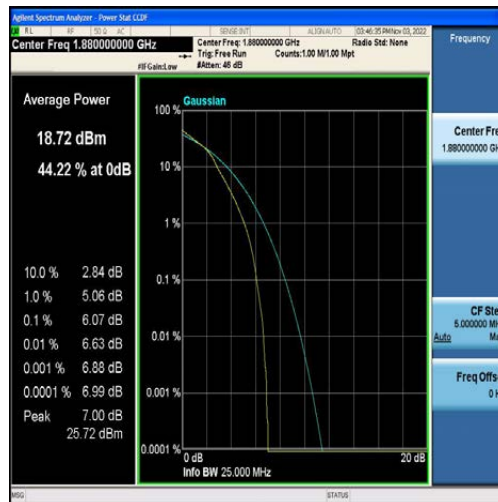 Agilent Spectrum Analyzer - Power Stat CCDF
RL RF 50 Ω AC SENSE:INT ALIGNAUTO 03:46:35 PM Nov 03, 2022
Center Freq 1.880000000 GHz
Center Freq: 1.880000000 GHz Radio Std: None
Trig: Free Run Counts:1.00 M/1.00 Mpt
#IFGain:Low #Atten: 46 dB
Frequency
Average Power
18.72 dBm
44.22 % at 0dB
10.0 % 2.84 dB
1.0 % 5.06 dB
0.1 % 6.07 dB
0.01 % 6.63 dB
0.001 % 6.88 dB
0.0001 % 6.99 dB
Peak 7.00 dB
25.72 dBm
Gaussian
100 %
10 %
1 %
0.1 %
0.01 %
0.001 %
0.0001 %
0 dB 20 dB
Info BW 25.000 MHz
Center Fre
1.880000000 GH
CF Ste
5.000000 MH
Auto Ma
Freq Offs
0 H
MSG STATUS